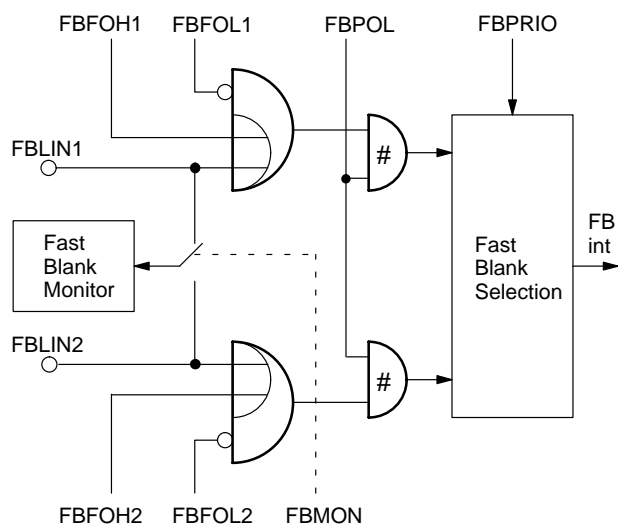 FBFOH1
FBFOL1
FBPOL
FBPRIO
FBLIN1
#
Fast
Blank
Monitor
Fast
Blank
Selection
FB
int
FBLIN2
#
FBFOH2
FBFOL2
FBMON